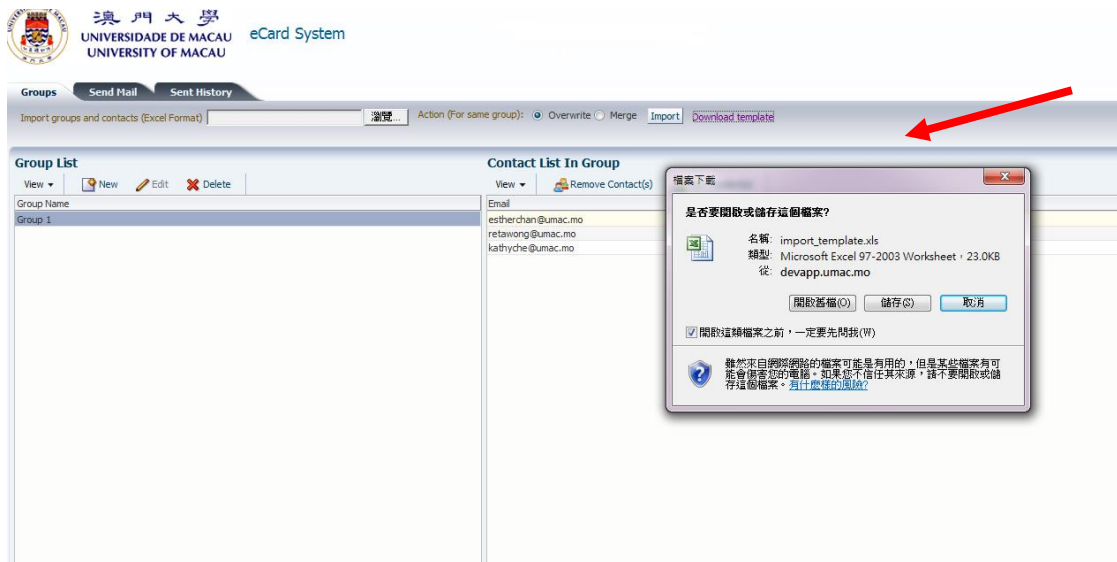 澳門大學
UNIVERSIDADE DE MACAU
UNIVERSITY OF MACAU
eCard System
Groups Send Mail Sent History
Import groups and contacts (Excel Format) 瀏覽... Action (For same group): Overwrite Merge Import Download template
Group List
View New Edit Delete
Group Name
Group 1
Contact List In Group
View Remove Contact(s)
Email
estherchan@umac.mo
retawong@umac.mo
kathyche@umac.mo
檔案下載
是否要開啟或儲存這個檔案?
名稱: import_template.xls
類型: Microsoft Excel 97-2003 Worksheet，23.0KB
從: devapp.umac.mo
開啟舊檔(O) 儲存(S) 取消
開啟這類檔案之前，一定要先問我(W)
雖然來自網際網路的檔案可能是有用的，但是某些檔案有可
能會傷害您的電腦。如果您不信任其來源，請不要開啟或儲
存這個檔案。有什麼樣的風險?